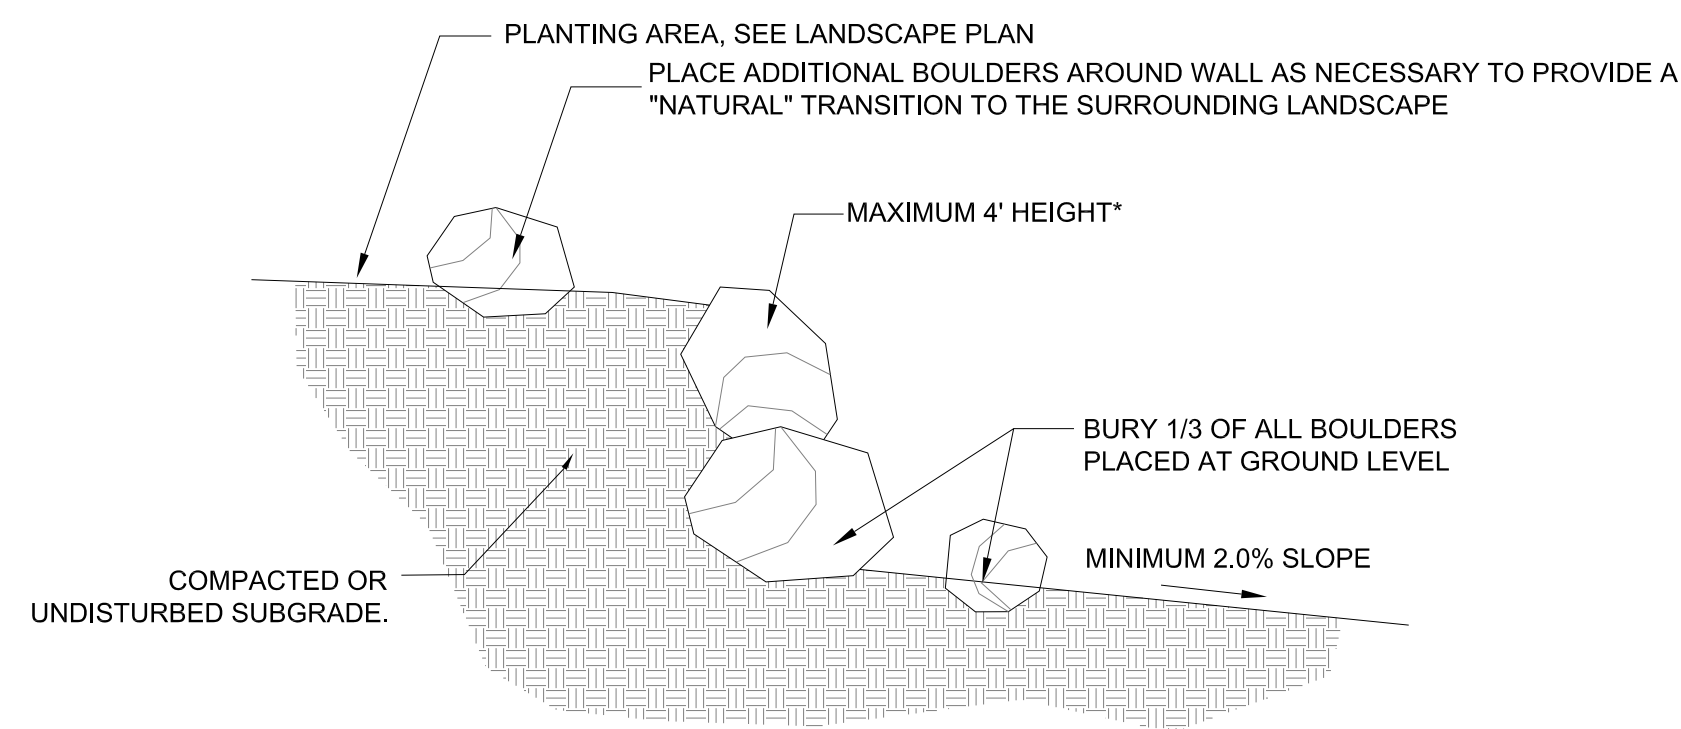 PLANTING AREA, SEE LANDSCAPE PLAN
PLACE ADDITIONAL BOULDERS AROUND WALL AS NECESSARY TO PROVIDE A
"NATURAL" TRANSITION TO THE SURROUNDING LANDSCAPE
MAXIMUM 4' HEIGHT*
BURY 1/3 OF ALL BOULDERS
PLACED AT GROUND LEVEL
MINIMUM 2.0% SLOPE
COMPACTED OR
UNDISTURBED SUBGRADE.